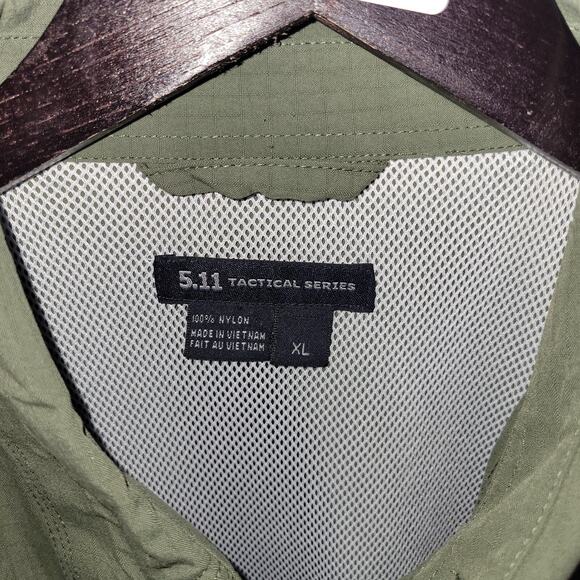 5.11 TACTICAL SERIES
100% NYLON
MADE IN VIETNAM
FAIT AU VIETNAM
XL